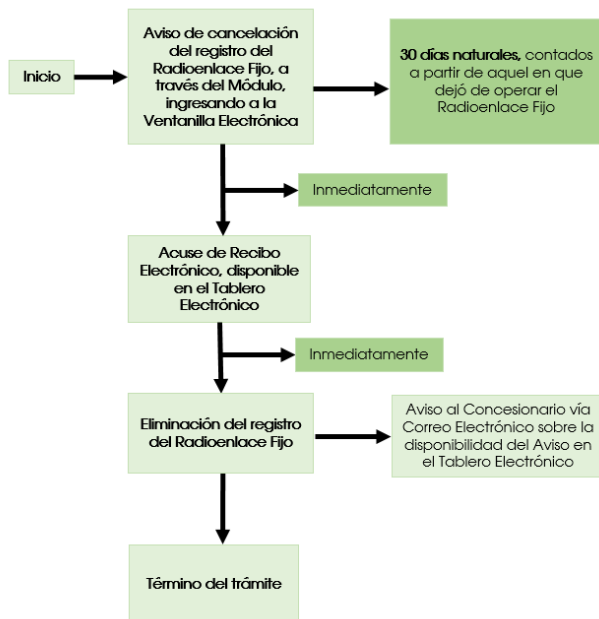 Inicio
Aviso de cancelación
del registro del
Radioenlace Fijo, a
través del Módulo,
ingresando a la
Ventanilla Electrónica
30 días naturales, contados
a partir de aquel en que
dejó de operar el
Radioenlace Fijo
Inmediatamente
Acuse de Recibo
Electrónico, disponible
en el Tablero
Electrónico
Inmediatamente
Eliminación del registro
del Radioenlace Fijo
Aviso al Concesionario vía
Correo Electrónico sobre la
disponibilidad del Aviso en
el Tablero Electrónico
Término del trámite